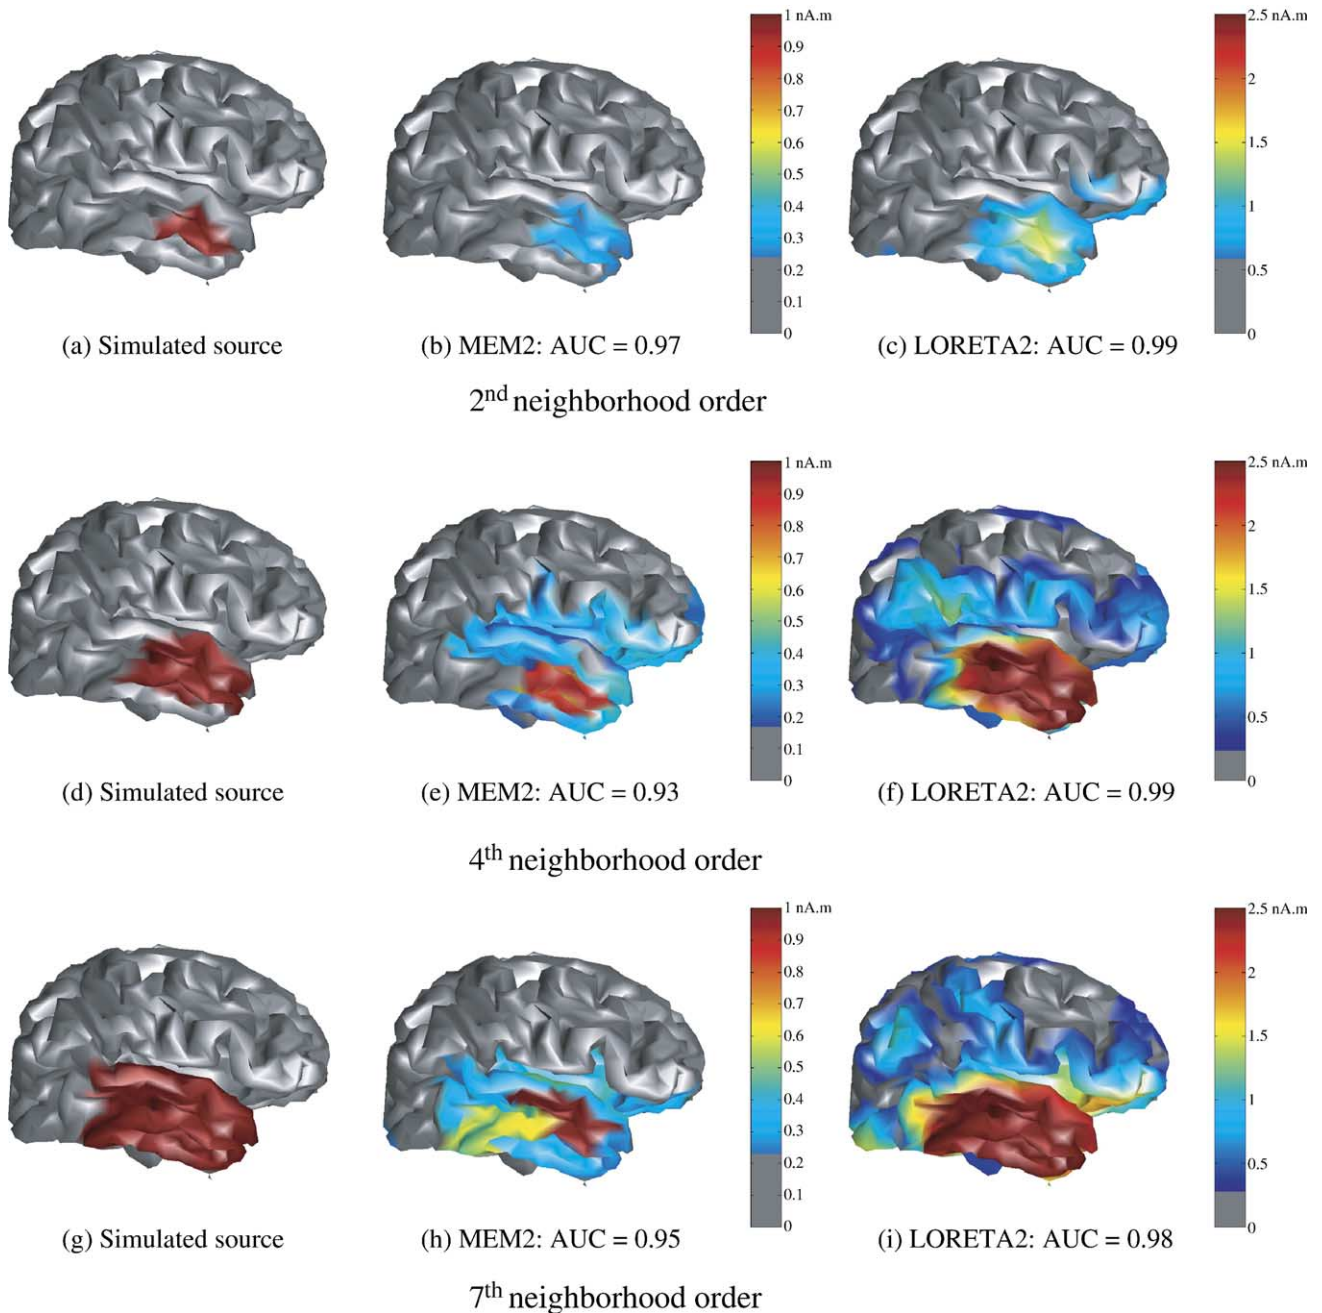 1 nA.m
0.9
0.8
0.7
0.6
0.5
0.4
0.3
0.2
0.1
0
2.5 nA.m
2
1.5
1
0.5
0
(a) Simulated source
(b) MEM2: AUC = 0.97
(c) LORETA2: AUC = 0.99
2nd neighborhood order
1 nA.m
0.9
0.8
0.7
0.6
0.5
0.4
0.3
0.2
0.1
0
2.5 nA.m
2
1.5
1
0.5
0
(d) Simulated source
(e) MEM2: AUC = 0.93
(f) LORETA2: AUC = 0.99
4th neighborhood order
1 nA.m
0.9
0.8
0.7
0.6
0.5
0.4
0.3
0.2
0.1
0
2.5 nA.m
2
1.5
1
0.5
0
(g) Simulated source
(h) MEM2: AUC = 0.95
(i) LORETA2: AUC = 0.98
7th neighborhood order